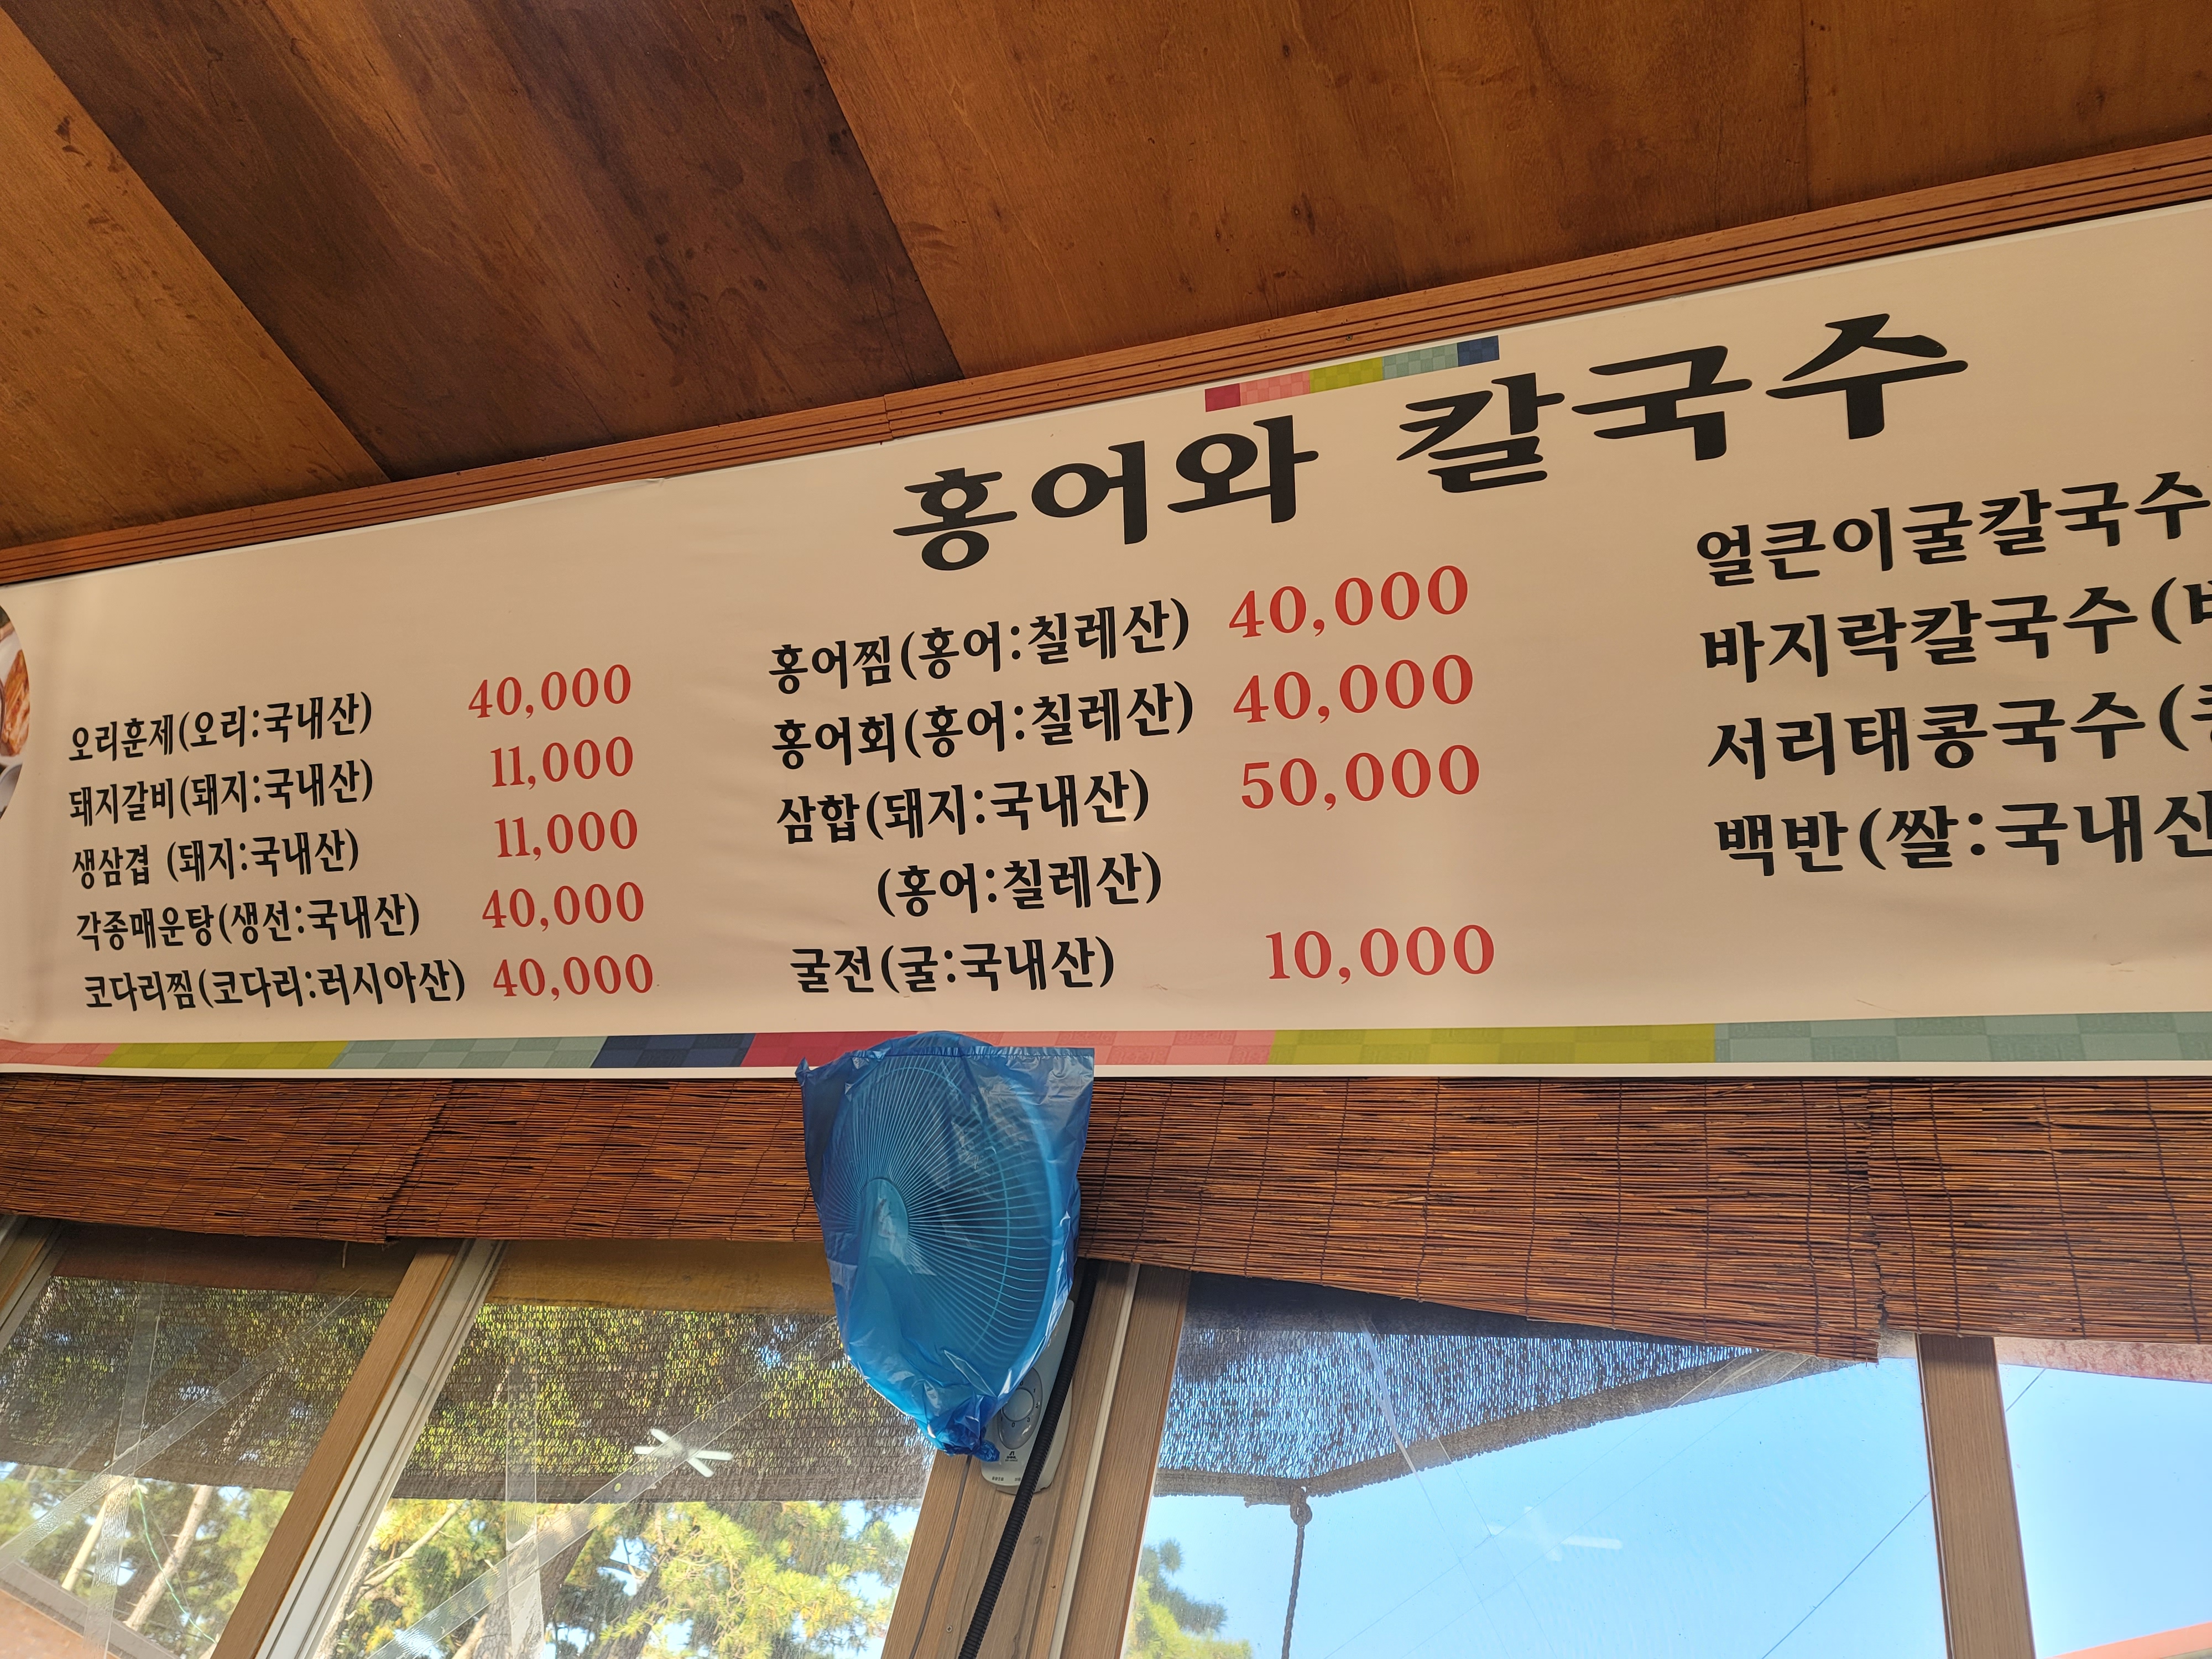 홍어와 칼국수
오리훈제(오리:국내산) 40,000
돼지갈비(돼지:국내산) 11,000
생삼겹 (돼지:국내산) 11,000
각종매운탕(생선:국내산) 40,000
코다리찜(코다리:러시아산) 40,000
홍어찜(홍어:칠레산) 40,000
홍어회(홍어:칠레산) 40,000
삼합(돼지:국내산) 50,000
(홍어:칠레산)
굴전(굴:국내산) 10,000
얼큰이굴칼국수
바지락칼국수(
서리태콩국수(
백반(쌀:국내산